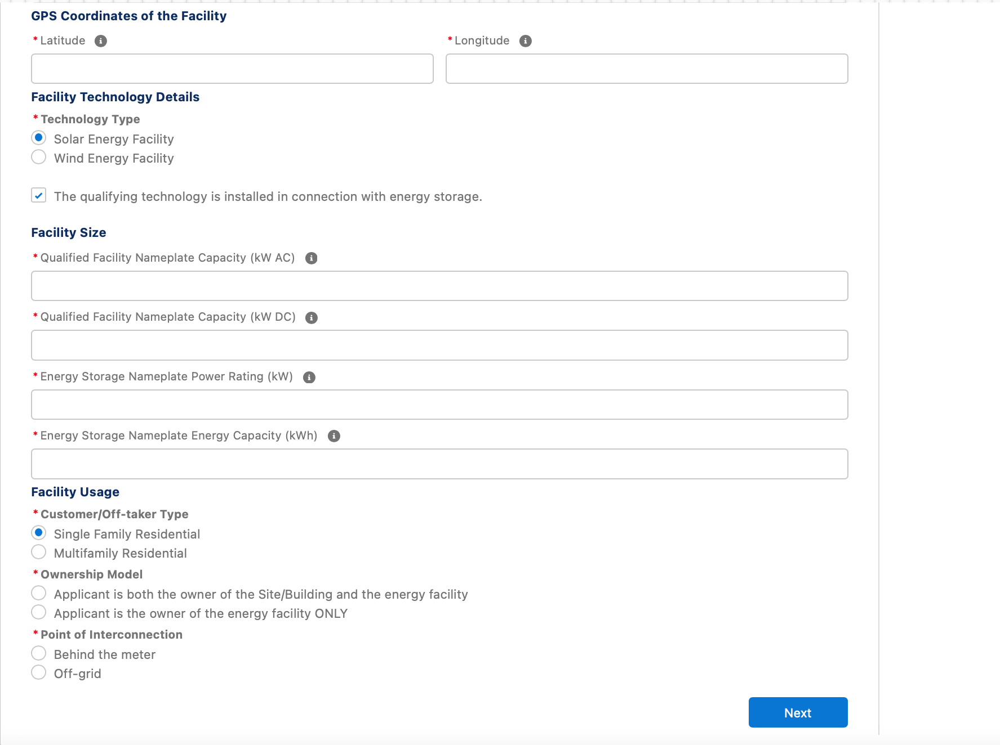 GPS Coordinates of the Facility
* Latitude
* Longitude
Facility Technology Details
* Technology Type
Solar Energy Facility
Wind Energy Facility
The qualifying technology is installed in connection with energy storage.
Facility Size
* Qualified Facility Nameplate Capacity (kW AC)
* Qualified Facility Nameplate Capacity (kW DC)
* Energy Storage Nameplate Power Rating (kW)
* Energy Storage Nameplate Energy Capacity (kWh)
Facility Usage
* Customer/Off-taker Type
Single Family Residential
Multifamily Residential
* Ownership Model
Applicant is both the owner of the Site/Building and the energy facility
Applicant is the owner of the energy facility ONLY
* Point of Interconnection
Behind the meter
Off-grid
Next